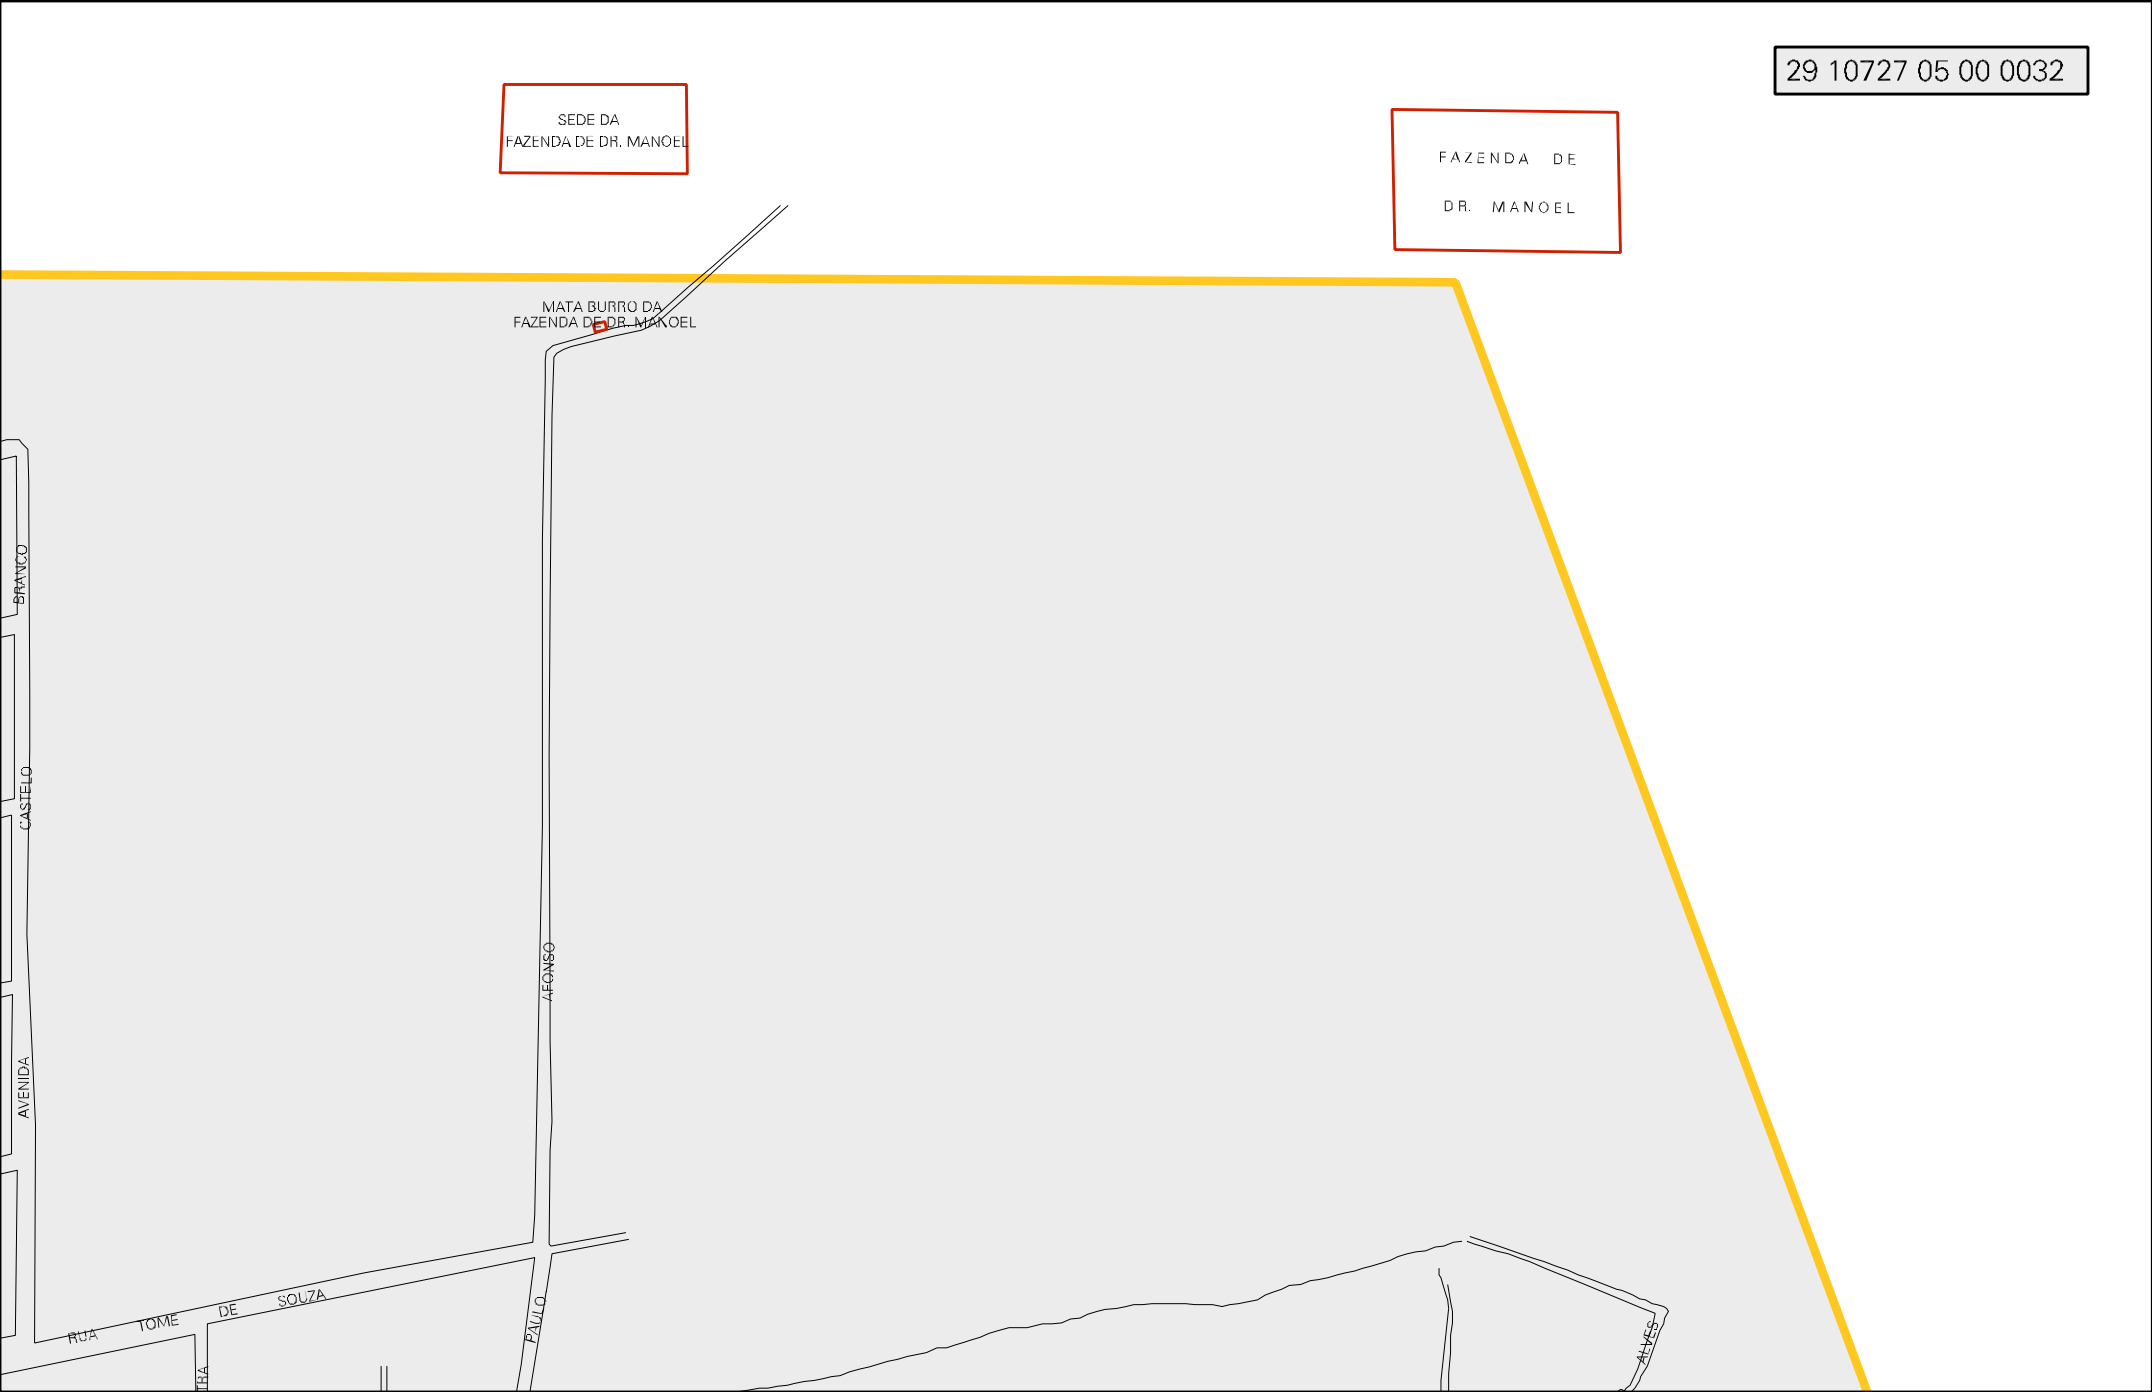 29 10727 05 00 0032
SEDE DA
FAZENDA DE DR. MANOEL
FAZENDA DE
DR. MANOEL
MATA BURRO DA
FAZENDA DE DR. MANOEL
BRANCO
CASTELO
AVENIDA
AFONSO
PAULO
RUA TOME DE SOUZA
TRA
ALVES